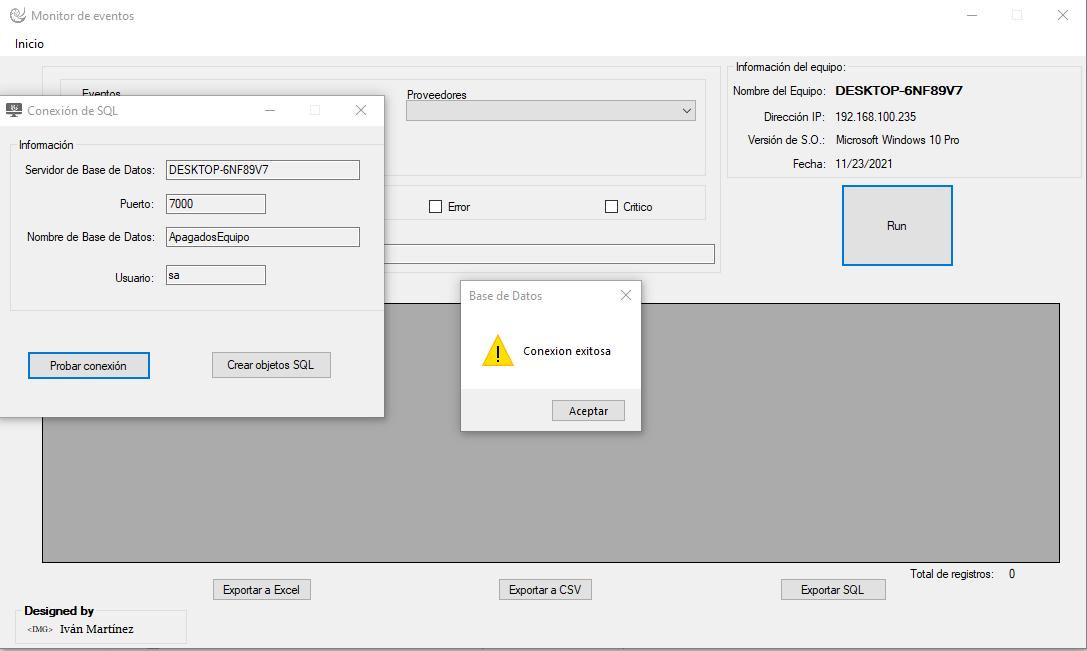 Monitor de eventos
Inicio
Eventos
Proveedores
Error
Critico
Información del equipo:
Nombre del Equipo: DESKTOP-6NF89V7
Dirección IP: 192.168.100.235
Versión de S.O.: Microsoft Windows 10 Pro
Fecha: 11/23/2021
Run
Conexión de SQL
Información
Servidor de Base de Datos: DESKTOP-6NF89V7
Puerto: 7000
Nombre de Base de Datos: ApagadosEquipo
Usuario: sa
Probar conexión
Crear objetos SQL
Base de Datos
Conexion exitosa
Aceptar
Total de registros: 0
Exportar a Excel
Exportar a CSV
Exportar SQL
Designed by
<IMG> Iván Martínez